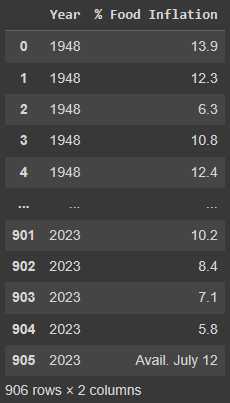 Year % Food Inflation
0 1948 13.9
1 1948 12.3
2 1948 6.3
3 1948 10.8
4 1948 12.4
... ... ...
901 2023 10.2
902 2023 8.4
903 2023 7.1
904 2023 5.8
905 2023 Avail. July 12
906 rows × 2 columns